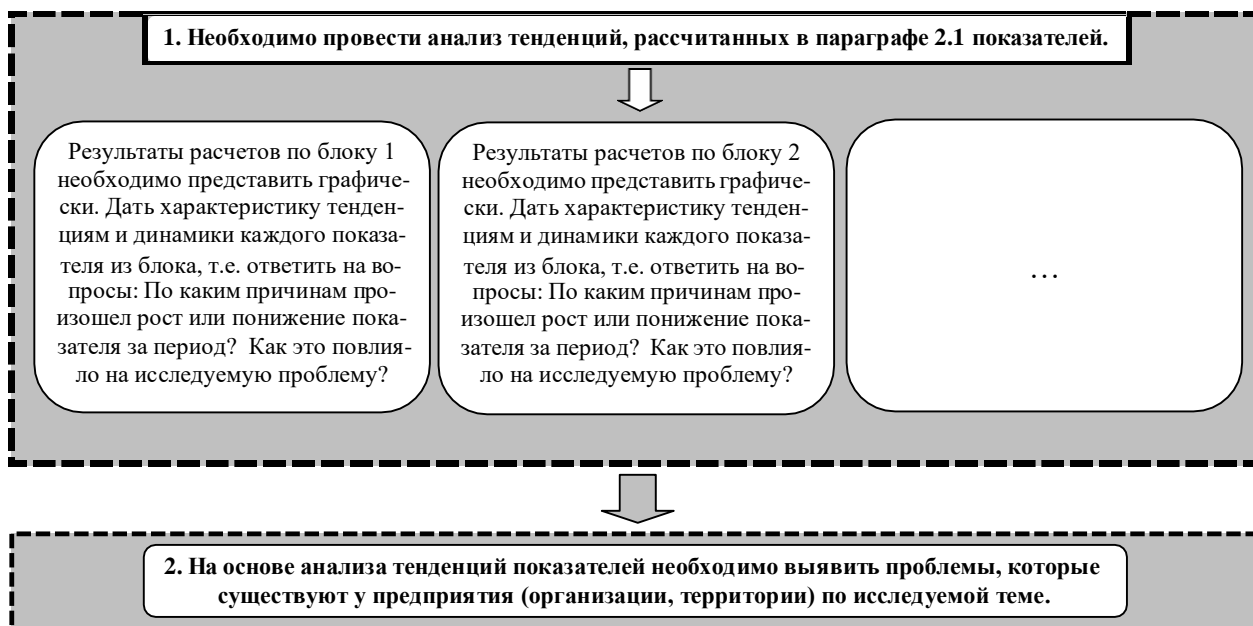 1. Необходимо провести анализ тенденций, рассчитанных в параграфе 2.1 показателей.
Результаты расчетов по блоку 1
необходимо представить графиче-
ски. Дать характеристику тенден-
циям и динамики каждого показа-
теля из блока, т.е. ответить на во-
просы: По каким причинам про-
изошел рост или понижение пока-
зателя за период? Как это повлия-
ло на исследуемую проблему?
Результаты расчетов по блоку 2
необходимо представить графиче-
ски. Дать характеристику тенден-
циям и динамики каждого показа-
теля из блока, т.е. ответить на во-
просы: По каким причинам про-
изошел рост или понижение пока-
зателя за период? Как это повлия-
ло на исследуемую проблему?
…
2. На основе анализа тенденций показателей необходимо выявить проблемы, которые
существуют у предприятия (организации, территории) по исследуемой теме.